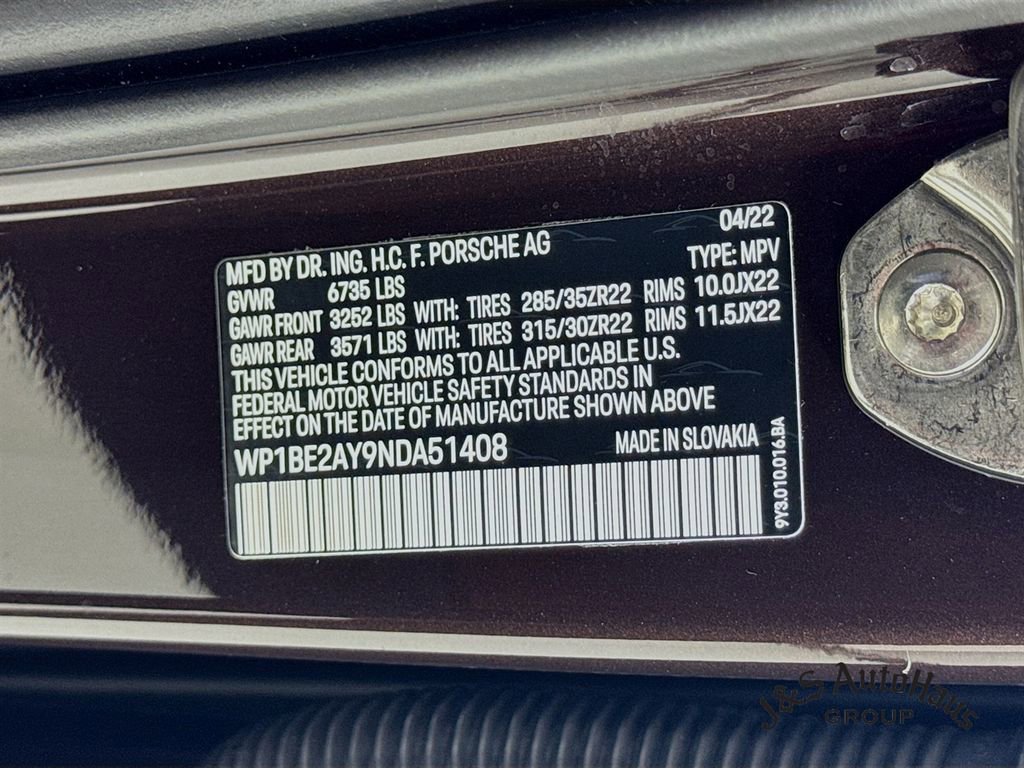 04/22
MFD BY DR. ING. H.C. F. PORSCHE AG TYPE: MPV
GVWR 6735 LBS
GAWR FRONT 3252 LBS WITH: TIRES 285/35ZR22 RIMS 10.0JX22
GAWR REAR 3571 LBS WITH: TIRES 315/30ZR22 RIMS 11.5JX22
THIS VEHICLE CONFORMS TO ALL APPLICABLE U.S.
FEDERAL MOTOR VEHICLE SAFETY STANDARDS IN
EFFECT ON THE DATE OF MANUFACTURE SHOWN ABOVE
WP1BE2AY9NDA51408 MADE IN SLOVAKIA
9Y3.010.016.BA
J&S AutoHaus
GROUP